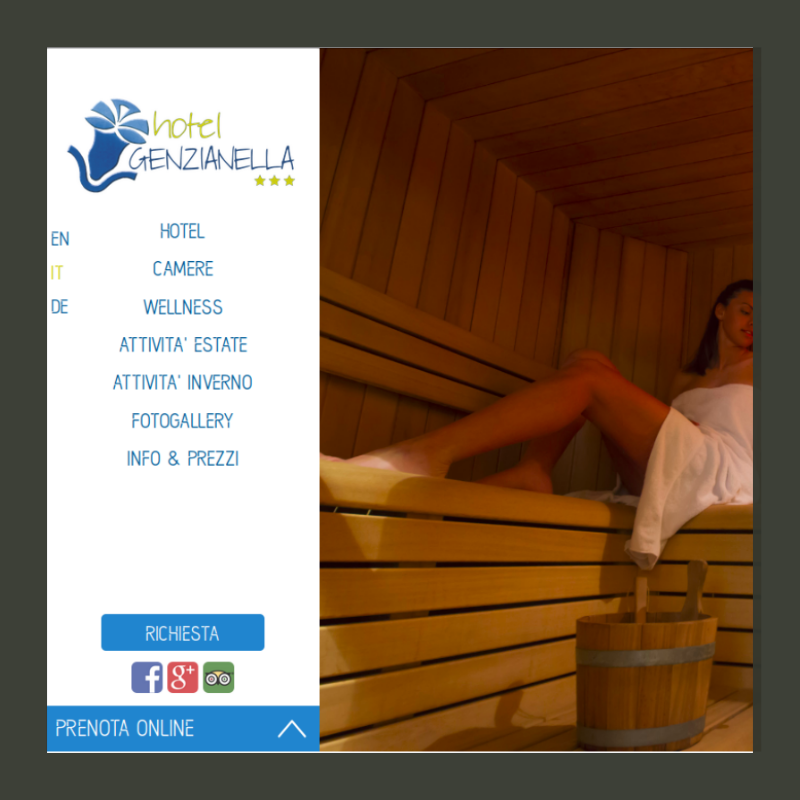 hotel
GENZIANELLA
EN
IT
DE
HOTEL
CAMERE
WELLNESS
ATTIVITA' ESTATE
ATTIVITA' INVERNO
FOTOGALLERY
INFO & PREZZI
RICHIESTA
f g+
PRENOTA ONLINE